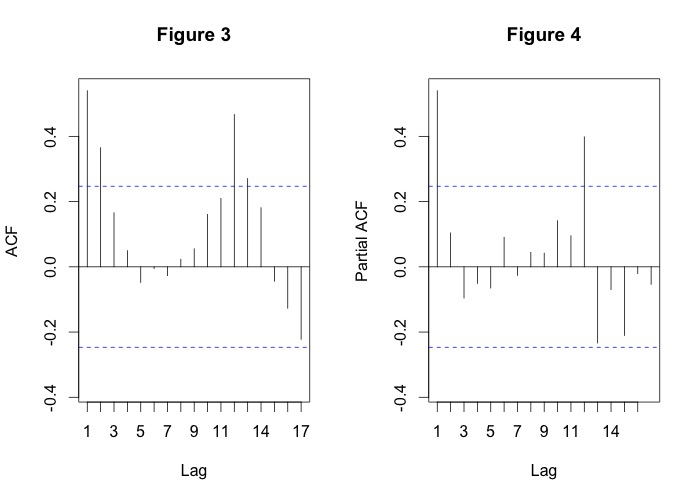 Figure 3
ACF
0.4
0.2
0.0
-0.2
-0.4
1 3 5 7 9 11 14 17
Lag
Figure 4
Partial ACF
0.4
0.2
0.0
-0.2
-0.4
1 3 5 7 9 11 14
Lag